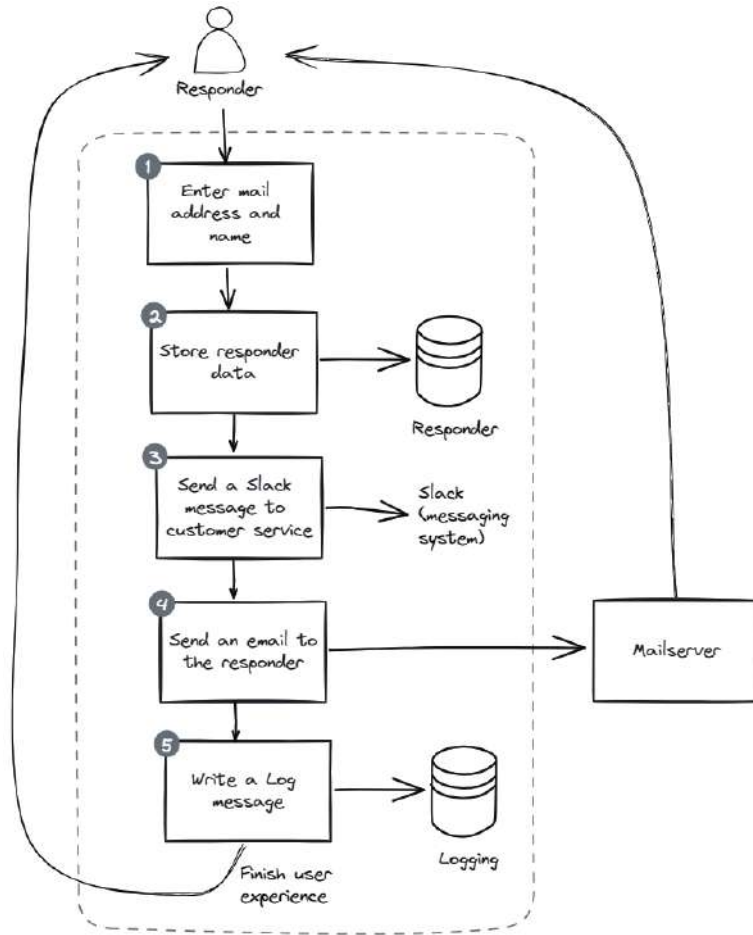 Responder
1
Enter mail
address and
name
2
Store responder
data
Responder
3
Send a Slack
message to
customer service
Slack
(messaging
system)
4
Send an email to
the responder
Mailserver
5
Write a Log
message
Logging
Finish user
experience